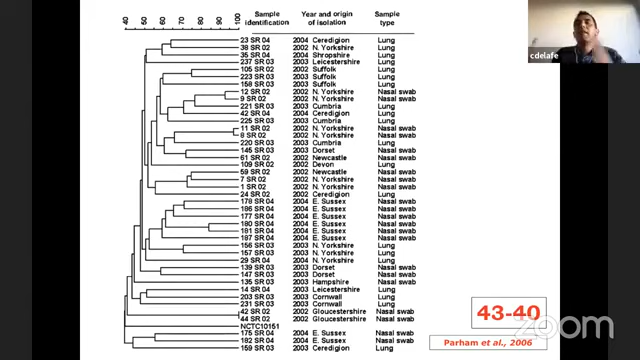 40 50 60 70 80 90 100
Sample identification
Year and origin of isolation
Sample type
23 SR 04 2004 Ceredigion Lung
38 SR 02 2002 N. Yorkshire Lung
35 SR 04 2004 Shropshire Lung
237 SR 03 2003 Leicestershire Lung
105 SR 02 2002 Suffolk Lung
223 SR 03 2003 Suffolk Lung
158 SR 03 2003 Suffolk Lung
12 SR 02 2002 N. Yorkshire Nasal swab
9 SR 02 2002 N. Yorkshire Nasal swab
221 SR 03 2003 Cumbria Lung
42 SR 04 2004 Ceredigion Lung
225 SR 03 2003 Cumbria Lung
11 SR 02 2002 N. Yorkshire Nasal swab
8 SR 02 2002 N. Yorkshire Nasal swab
220 SR 03 2003 Cumbria Lung
145 SR 03 2003 Dorset Nasal swab
61 SR 02 2002 Newcastle Nasal swab
109 SR 02 2002 Devon Lung
59 SR 02 2002 Newcastle Nasal swab
7 SR 02 2002 N. Yorkshire Nasal swab
1 SR 02 2002 N. Yorkshire Nasal swab
24 SR 02 2002 Ceredigion Lung
178 SR 04 2004 E. Sussex Nasal swab
186 SR 04 2004 E. Sussex Nasal swab
177 SR 04 2004 E. Sussex Nasal swab
180 SR 04 2004 E. Sussex Nasal swab
181 SR 04 2004 E. Sussex Nasal swab
187 SR 04 2004 E. Sussex Nasal swab
156 SR 03 2003 N. Yorkshire Lung
157 SR 03 2003 N. Yorkshire Lung
29 SR 04 2004 N. Yorkshire Lung
139 SR 03 2003 Dorset Nasal swab
147 SR 03 2003 Dorset Nasal swab
135 SR 03 2003 Hampshire Nasal swab
14 SR 04 2003 Leicestershire Lung
203 SR 03 2003 Cornwall Lung
231 SR 03 2003 Cornwall Lung
42 SR 02 2002 Gloucestershire Nasal swab
44 SR 02 2002 Gloucestershire Nasal swab
NCTC10151
175 SR 04 2004 E. Sussex Nasal swab
182 SR 04 2004 E. Sussex Nasal swab
159 SR 03 2003 Ceredigion Lung
cdelafe
43-40
zoom
Parham et al., 2006